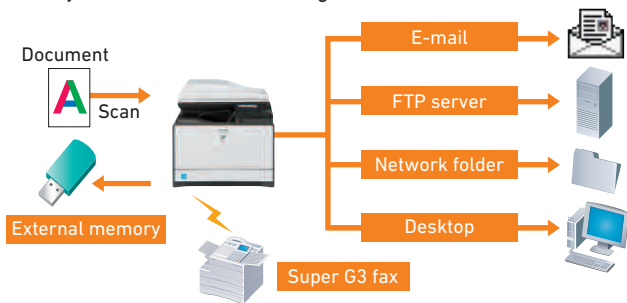 Document
A
Scan
E-mail
FTP server
Network folder
Desktop
External memory
Super G3 fax